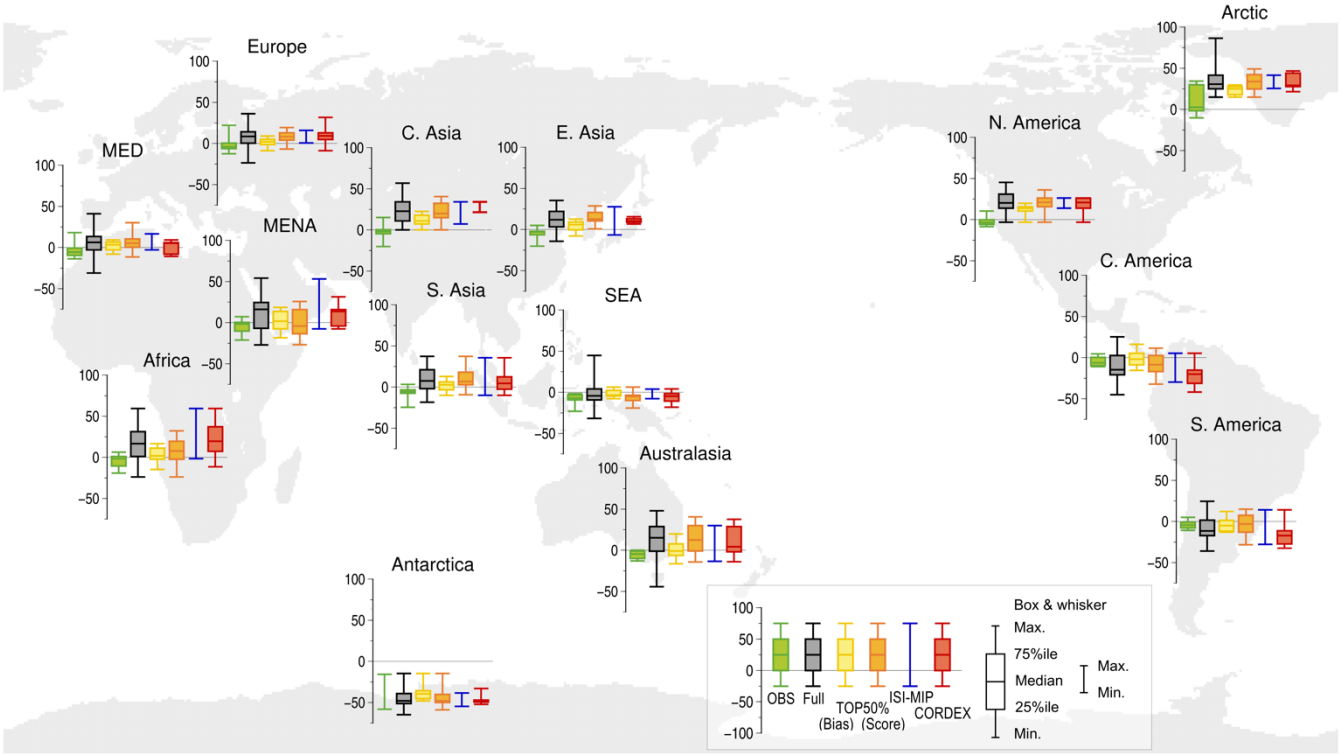 Arctic
100
50
0
−50
Europe
100
50
0
−50
N. America
100
50
0
−50
C. Asia
100
50
0
−50
E. Asia
100
50
0
−50
MED
100
50
0
−50
MENA
100
50
0
−50
C. America
100
50
0
−50
S. Asia
100
50
0
−50
SEA
100
50
0
−50
Africa
100
50
0
−50
S. America
100
50
0
−50
Australasia
100
50
0
−50
Antarctica
100
50
0
−50
100
50
0
−50
−100
OBS
Full
TOP50%
(Bias)
(Score)
ISI-MIP
CORDEX
Box & whisker
Max.
75%ile
Median
25%ile
Min.
Max.
Min.